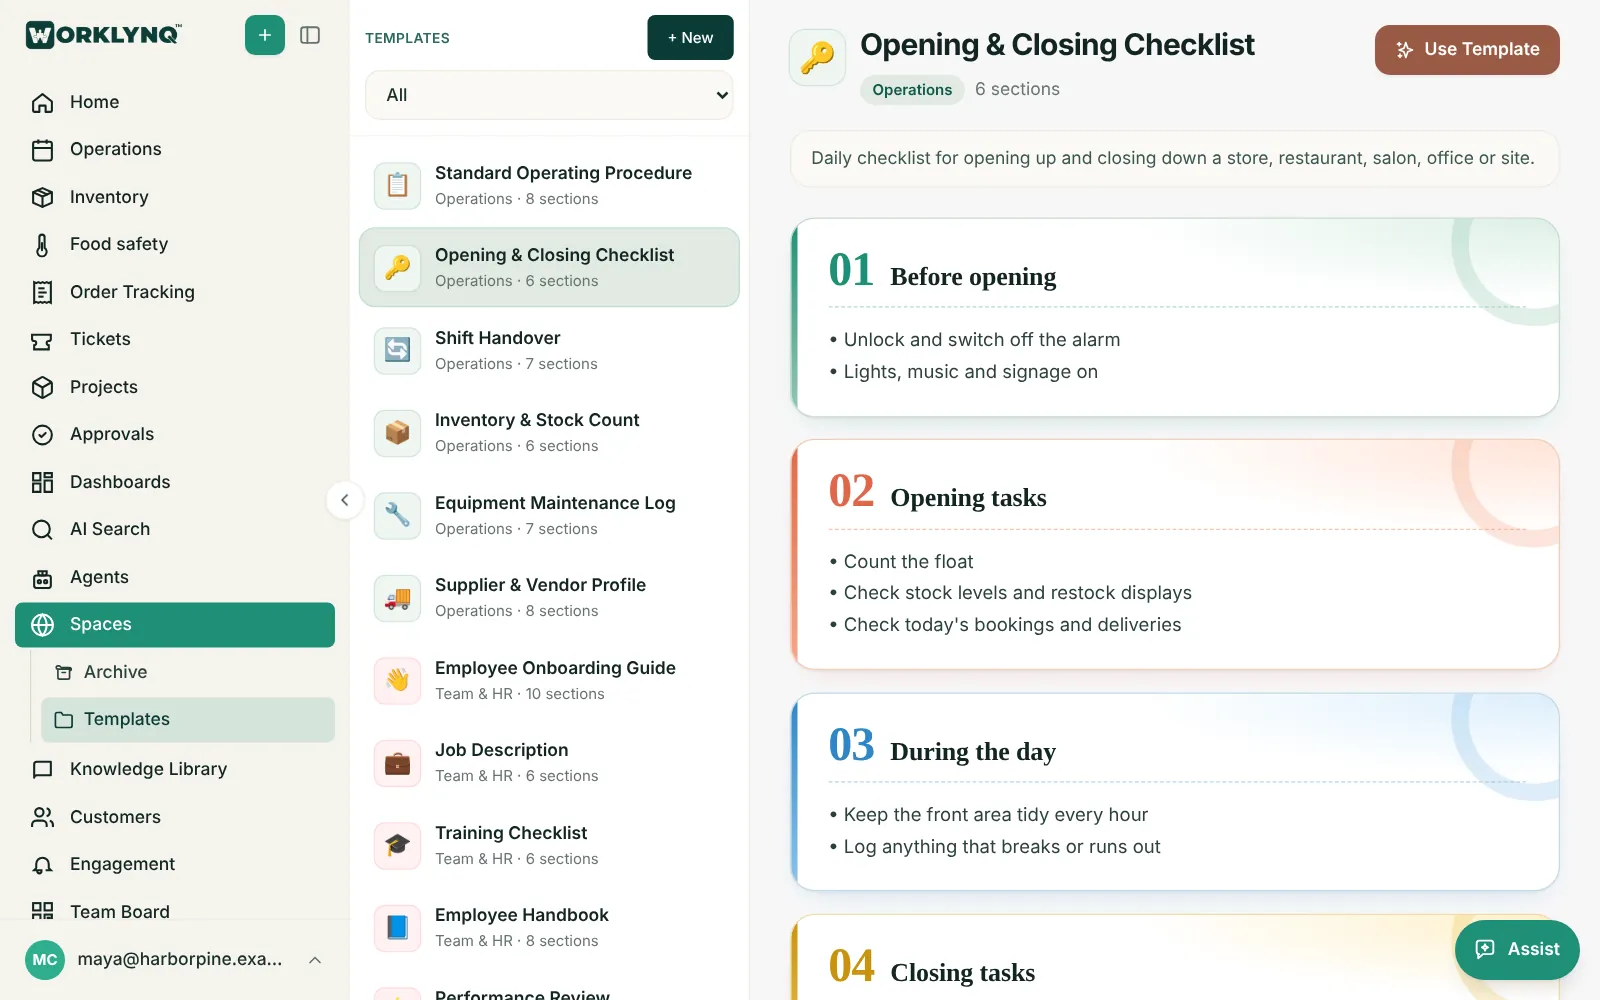 WORKLYNQ™
+
Home
Operations
Inventory
Food safety
Order Tracking
Tickets
Projects
Approvals
Dashboards
AI Search
Agents
Spaces
Archive
Templates
Knowledge Library
Customers
Engagement
Team Board
MC
maya@harborpine.exa...
TEMPLATES
+ New
All
Standard Operating Procedure
Operations · 8 sections
Opening & Closing Checklist
Operations · 6 sections
Shift Handover
Operations · 7 sections
Inventory & Stock Count
Operations · 6 sections
Equipment Maintenance Log
Operations · 7 sections
Supplier & Vendor Profile
Operations · 8 sections
Employee Onboarding Guide
Team & HR · 10 sections
Job Description
Team & HR · 6 sections
Training Checklist
Team & HR · 6 sections
Employee Handbook
Team & HR · 8 sections
Performance Review
Opening & Closing Checklist
Operations 6 sections
Use Template
Daily checklist for opening up and closing down a store, restaurant, salon, office or site.
01 Before opening
• Unlock and switch off the alarm
• Lights, music and signage on
02 Opening tasks
• Count the float
• Check stock levels and restock displays
• Check today's bookings and deliveries
03 During the day
• Keep the front area tidy every hour
• Log anything that breaks or runs out
04 Closing tasks
Assist